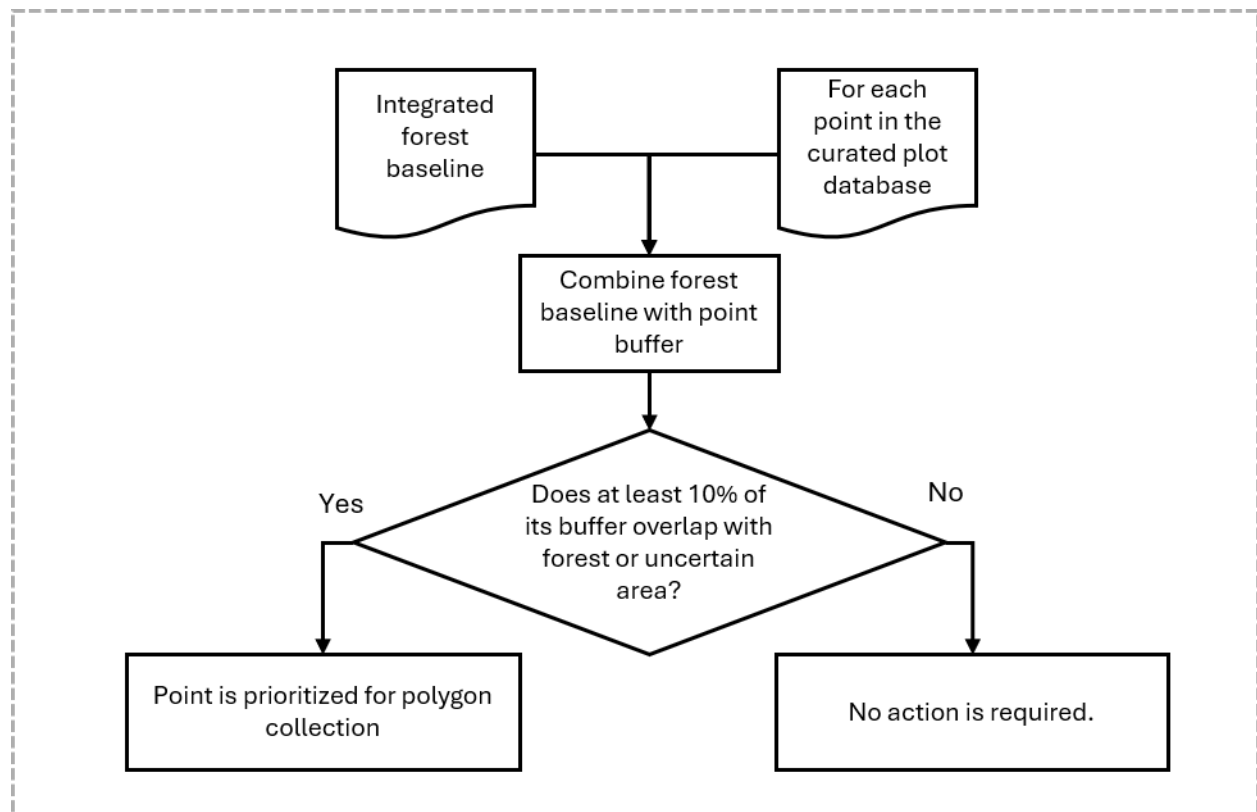 Integrated
forest
baseline
For each
point in the
curated plot
database
Combine forest
baseline with point
buffer
Does at least 10% of
its buffer overlap with
forest or uncertain
area?
Yes
No
Point is prioritized for polygon
collection
No action is required.